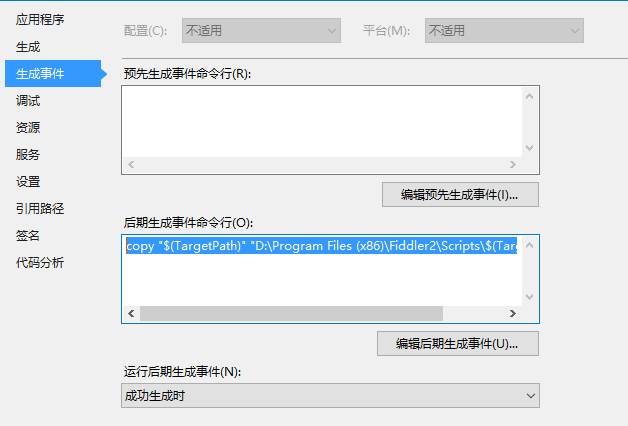 应用程序
生成
生成事件
调试
资源
服务
设置
引用路径
签名
代码分析
配置(C): 不适用 平台(M): 不适用
预先生成事件命令行(R):
编辑预先生成事件(I)...
后期生成事件命令行(O):
copy "$(TargetPath)" "D:\Program Files (x86)\Fiddler2\Scripts\$(Targ
编辑后期生成事件(U)...
运行后期生成事件(N):
成功生成时